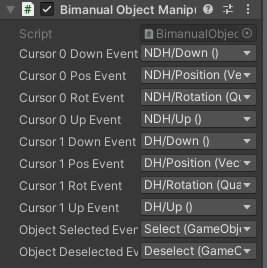 # Bimanual Object Manip
Script BimanualObjec
Cursor 0 Down Event NDH/Down ()
Cursor 0 Pos Event NDH/Position (Ve
Cursor 0 Rot Event NDH/Rotation (Qu
Cursor 0 Up Event NDH/Up ()
Cursor 1 Down Event DH/Down ()
Cursor 1 Pos Event DH/Position (Vec
Cursor 1 Rot Event DH/Rotation (Qua
Cursor 1 Up Event DH/Up ()
Object Selected Even Select (GameObje
Object Deselected Ev Deselect (GameO